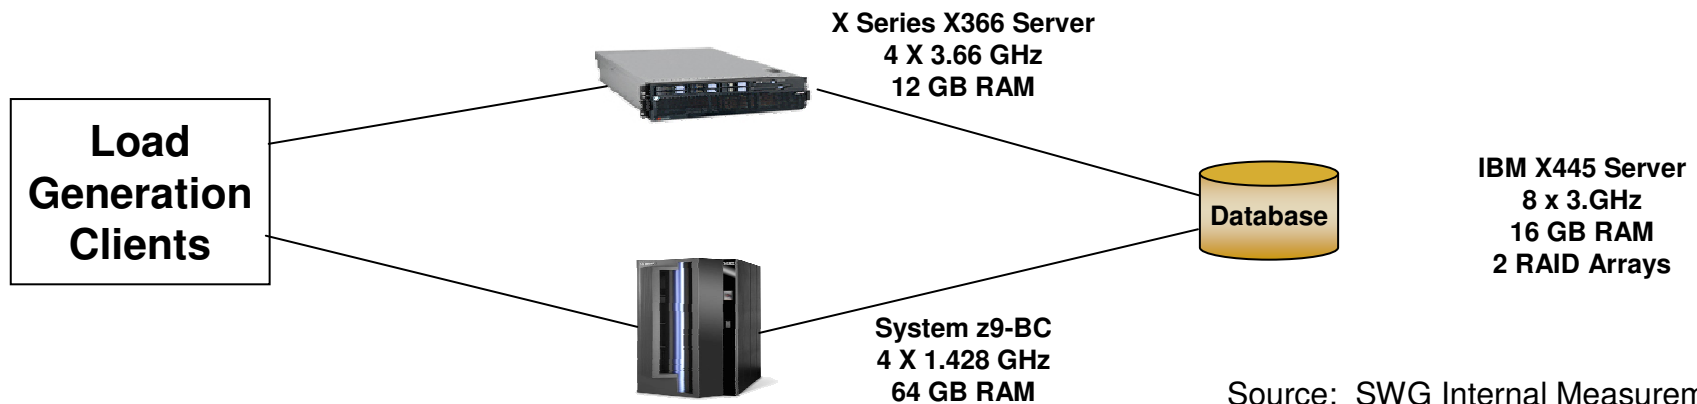 X Series X366 Server
4 X 3.66 GHz
12 GB RAM
Load
Generation
Clients
Database
IBM X445 Server
8 x 3.GHz
16 GB RAM
2 RAID Arrays
System z9-BC
4 X 1.428 GHz
64 GB RAM
Source: SWG Internal Measurem